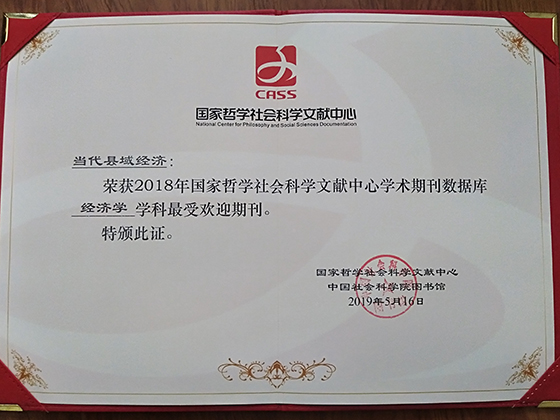 CASS
国家哲学社会科学文献中心
National Center for Philosophy and Social Sciences Documentation
当代县域经济：
荣获2018年国家哲学社会科学文献中心学术期刊数据库
经济学 学科最受欢迎期刊。
特颁此证。
国家哲学社会科学文献中心
中国社会科学院图书馆
2019年5月16日